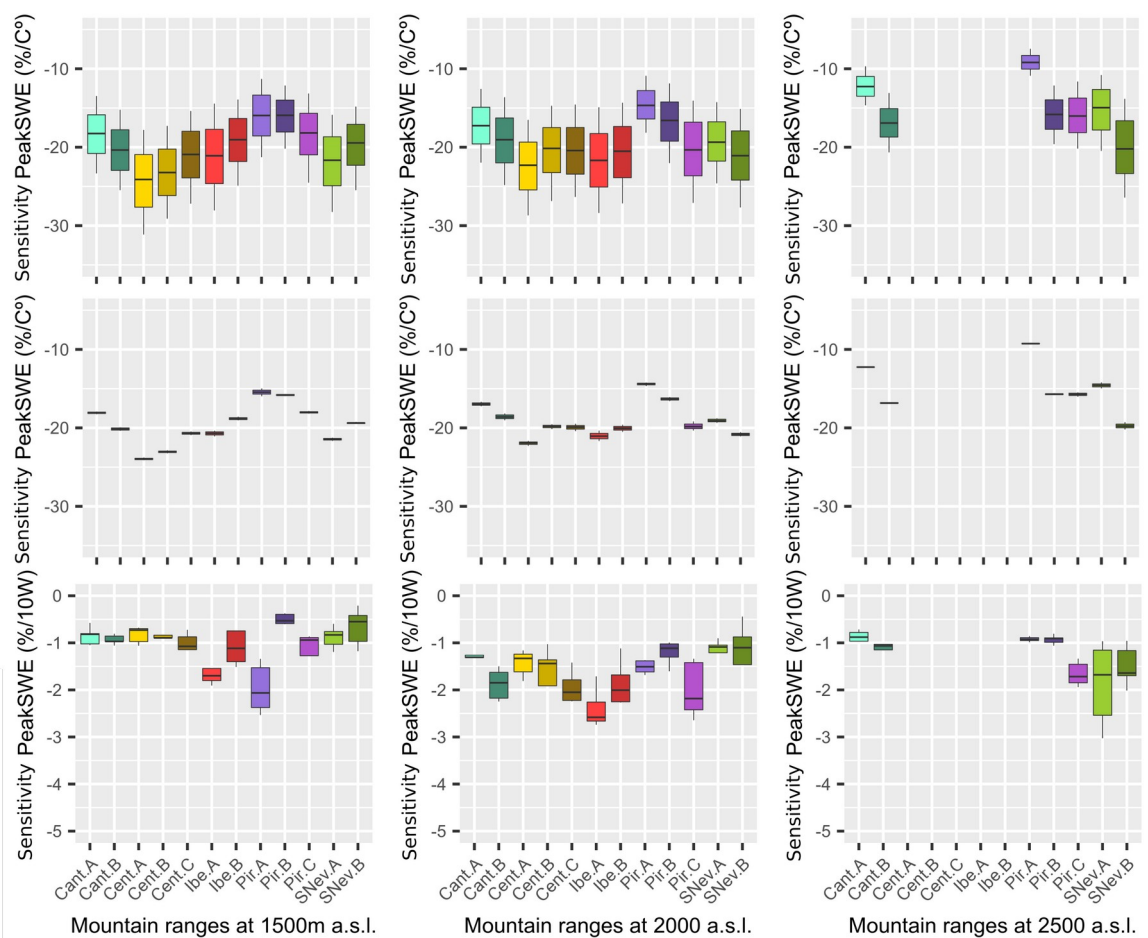 Sensitivity PeakSWE (%/Cº)
-10
-20
-30
Sensitivity PeakSWE (%/Cº)
-10
-20
-30
Sensitivity PeakSWE (%/Cº)
-10
-20
-30
Sensitivity PeakSWE (%/Cº)
-10
-20
-30
Sensitivity PeakSWE (%/Cº)
-10
-20
-30
Sensitivity PeakSWE (%/Cº)
-10
-20
-30
Sensitivity PeakSWE (%/10W)
0
-1
-2
-3
-4
-5
Cant.A
Cant.B
Cent.A
Cent.B
Cent.C
Ibe.A
Ibe.B
Pir.A
Pir.B
Pir.C
SNev.A
SNev.B
Mountain ranges at 1500m a.s.l.
Sensitivity PeakSWE (%/10W)
0
-1
-2
-3
-4
-5
Cant.A
Cant.B
Cent.A
Cent.B
Cent.C
Ibe.A
Ibe.B
Pir.A
Pir.B
Pir.C
SNev.A
SNev.B
Mountain ranges at 2000 a.s.l.
Sensitivity PeakSWE (%/10W)
0
-1
-2
-3
-4
-5
Cant.A
Cant.B
Cent.A
Cent.B
Cent.C
Ibe.A
Ibe.B
Pir.A
Pir.B
Pir.C
SNev.A
SNev.B
Mountain ranges at 2500 a.s.l.